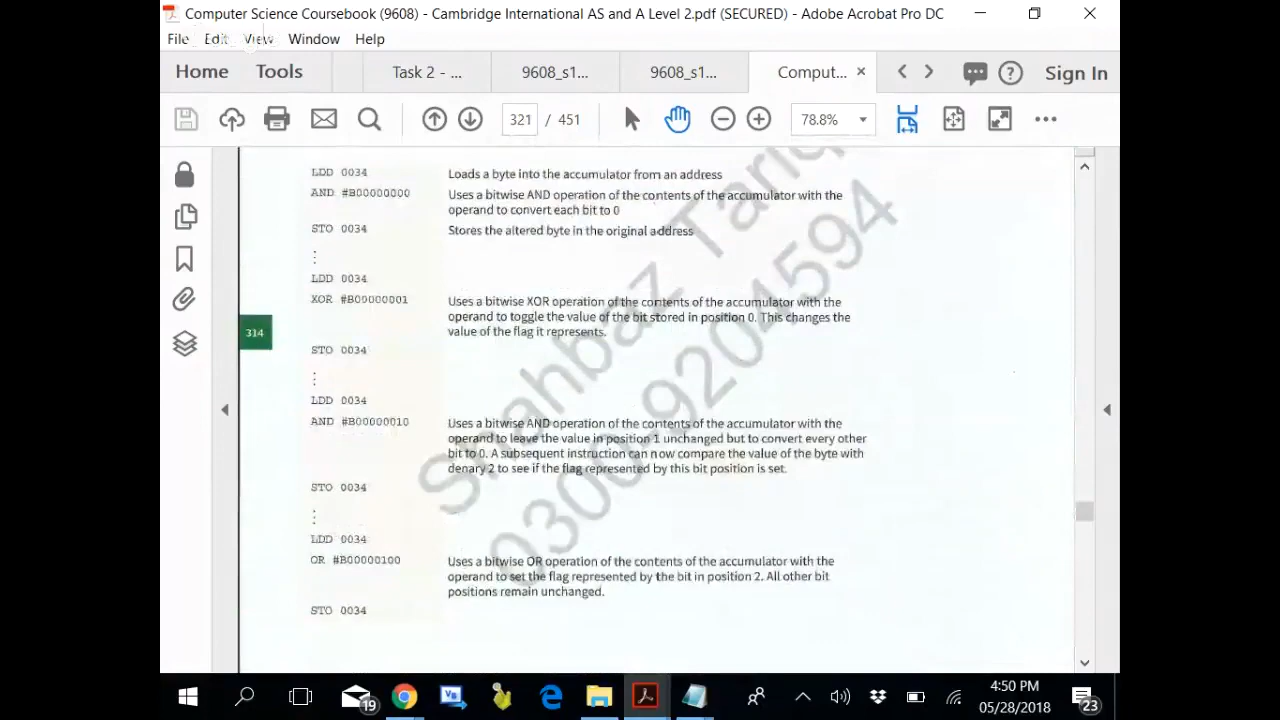 Computer Science Coursebook (9608) - Cambridge International AS and A Level 2.pdf (SECURED) - Adobe Acrobat Pro DC
File Edit View Window Help
Home Tools Task 2 - ... 9608_s1... 9608_s1... Comput... × Sign In
321 / 451 78.8%
LDD 0034 Loads a byte into the accumulator from an address
AND #B00000000 Uses a bitwise AND operation of the contents of the accumulator with the
operand to convert each bit to 0
STO 0034 Stores the altered byte in the original address
⋮
LDD 0034
XOR #B00000001 Uses a bitwise XOR operation of the contents of the accumulator with the
operand to toggle the value of the bit stored in position 0. This changes the
value of the flag it represents.
314
STO 0034
⋮
LDD 0034
AND #B00000010 Uses a bitwise AND operation of the contents of the accumulator with the
operand to leave the value in position 1 unchanged but to convert every other
bit to 0. A subsequent instruction can now compare the value of the byte with
denary 2 to see if the flag represented by this bit position is set.
STO 0034
⋮
LDD 0034
OR #B00000100 Uses a bitwise OR operation of the contents of the accumulator with the
operand to set the flag represented by the bit in position 2. All other bit
positions remain unchanged.
STO 0034
Shahbaz Tariq
0300-9204594
19 4:50 PM
05/28/2018 23